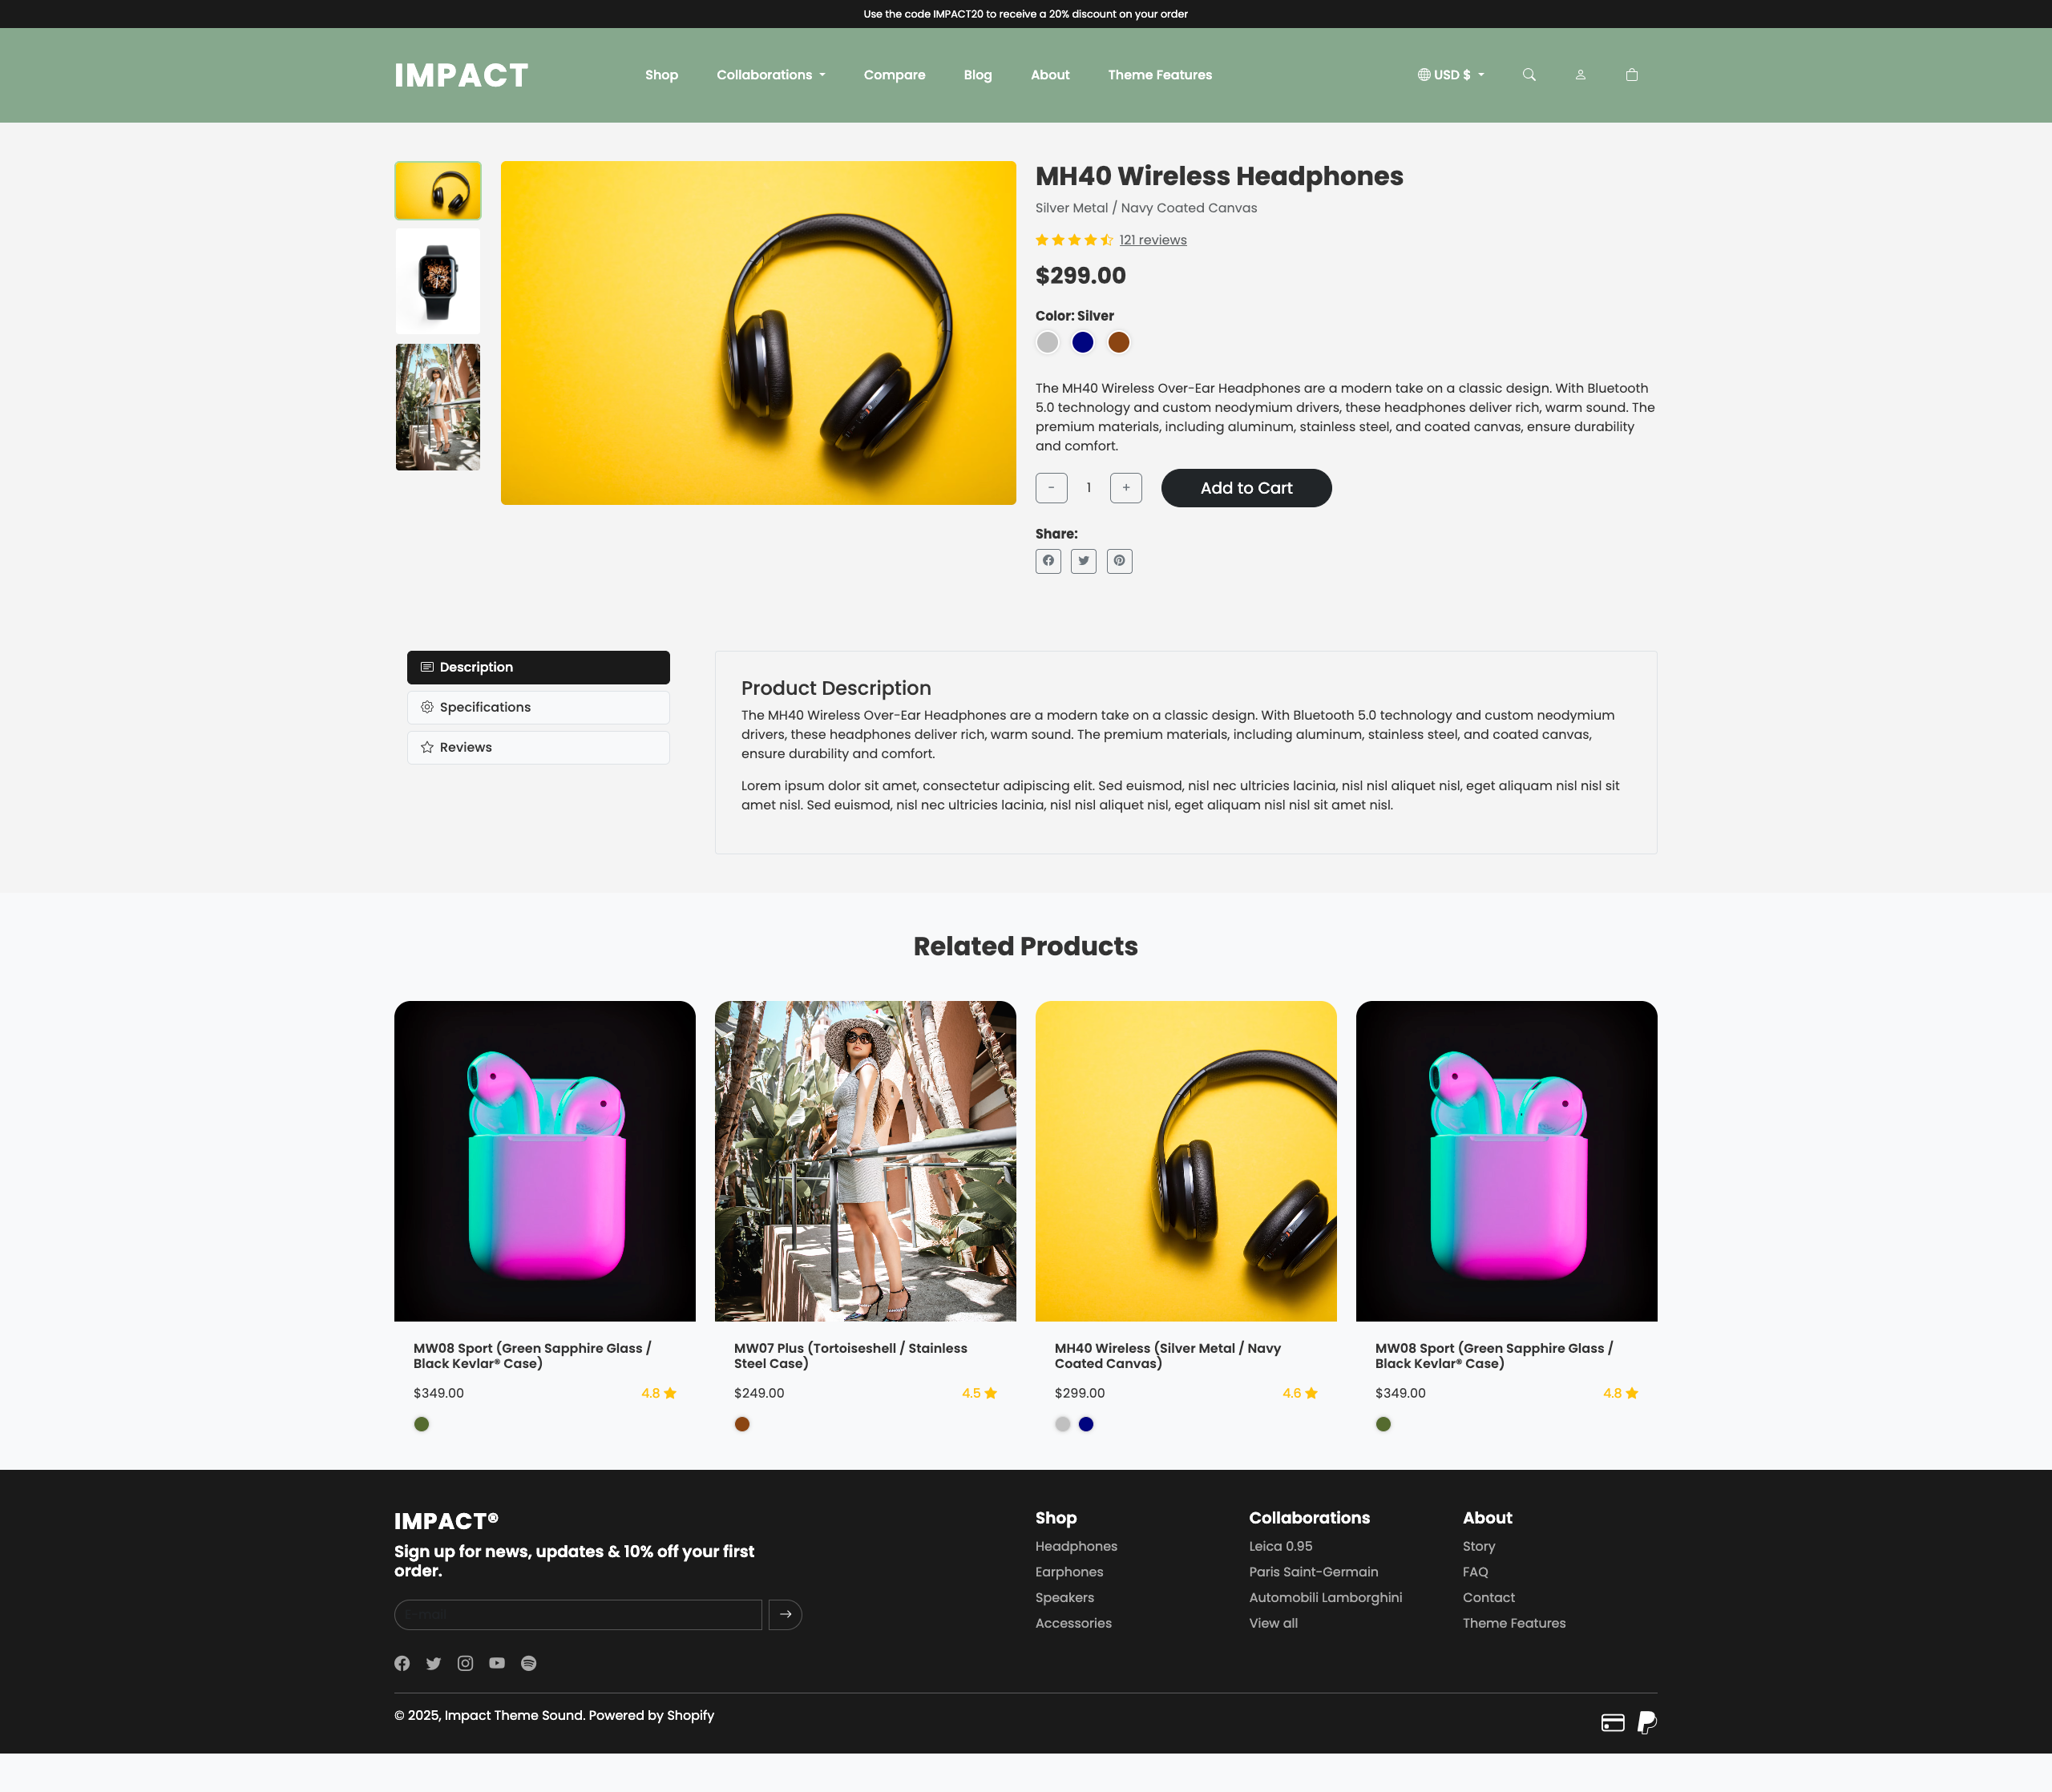 Use the code IMPACT20 to receive a 20% discount on your order
IMPACT
Shop
Collaborations
Compare
Blog
About
Theme Features
USD $
MH40 Wireless Headphones
Silver Metal / Navy Coated Canvas
121 reviews
$299.00
Color: Silver
The MH40 Wireless Over-Ear Headphones are a modern take on a classic design. With Bluetooth
5.0 technology and custom neodymium drivers, these headphones deliver rich, warm sound. The
premium materials, including aluminum, stainless steel, and coated canvas, ensure durability
and comfort.
- 1 +
Add to Cart
Share:
Description
Specifications
Reviews
Product Description
The MH40 Wireless Over-Ear Headphones are a modern take on a classic design. With Bluetooth 5.0 technology and custom neodymium
drivers, these headphones deliver rich, warm sound. The premium materials, including aluminum, stainless steel, and coated canvas,
ensure durability and comfort.
Lorem ipsum dolor sit amet, consectetur adipiscing elit. Sed euismod, nisl nec ultricies lacinia, nisl nisl aliquet nisl, eget aliquam nisl nisl sit
amet nisl. Sed euismod, nisl nec ultricies lacinia, nisl nisl aliquet nisl, eget aliquam nisl nisl sit amet nisl.
Related Products
MW08 Sport (Green Sapphire Glass /
Black Kevlar® Case)
$349.00
4.8
MW07 Plus (Tortoiseshell / Stainless
Steel Case)
$249.00
4.5
MH40 Wireless (Silver Metal / Navy
Coated Canvas)
$299.00
4.6
MW08 Sport (Green Sapphire Glass /
Black Kevlar® Case)
$349.00
4.8
IMPACT®
Sign up for news, updates & 10% off your first
order.
E-mail
Shop
Headphones
Earphones
Speakers
Accessories
Collaborations
Leica 0.95
Paris Saint-Germain
Automobili Lamborghini
View all
About
Story
FAQ
Contact
Theme Features
© 2025, Impact Theme Sound. Powered by Shopify